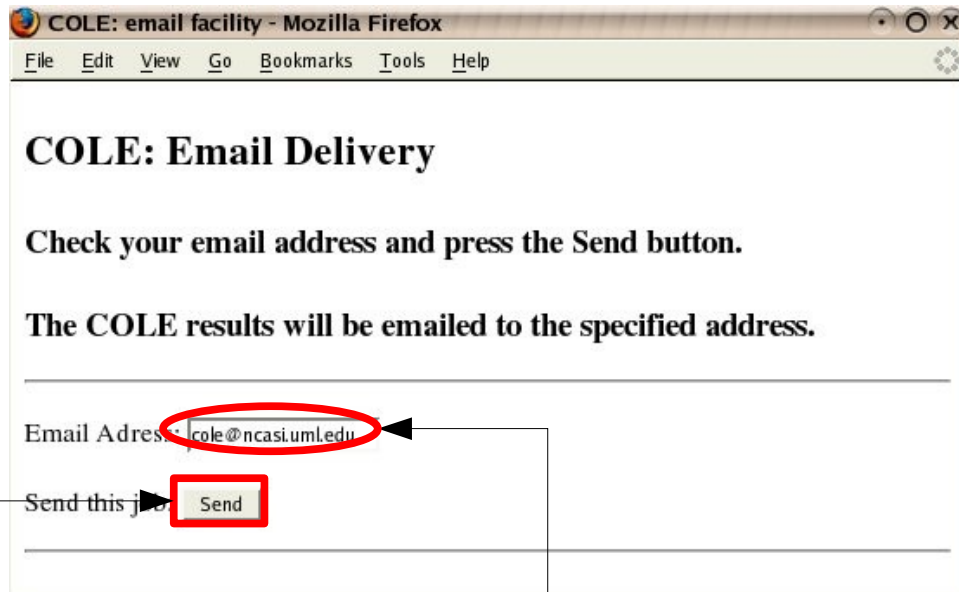 COLE: email facility - Mozilla Firefox
File Edit View Go Bookmarks Tools Help
COLE: Email Delivery
Check your email address and press the Send button.
The COLE results will be emailed to the specified address.
Email Adress: cole@ncasi.uml.edu
Send this job: Send